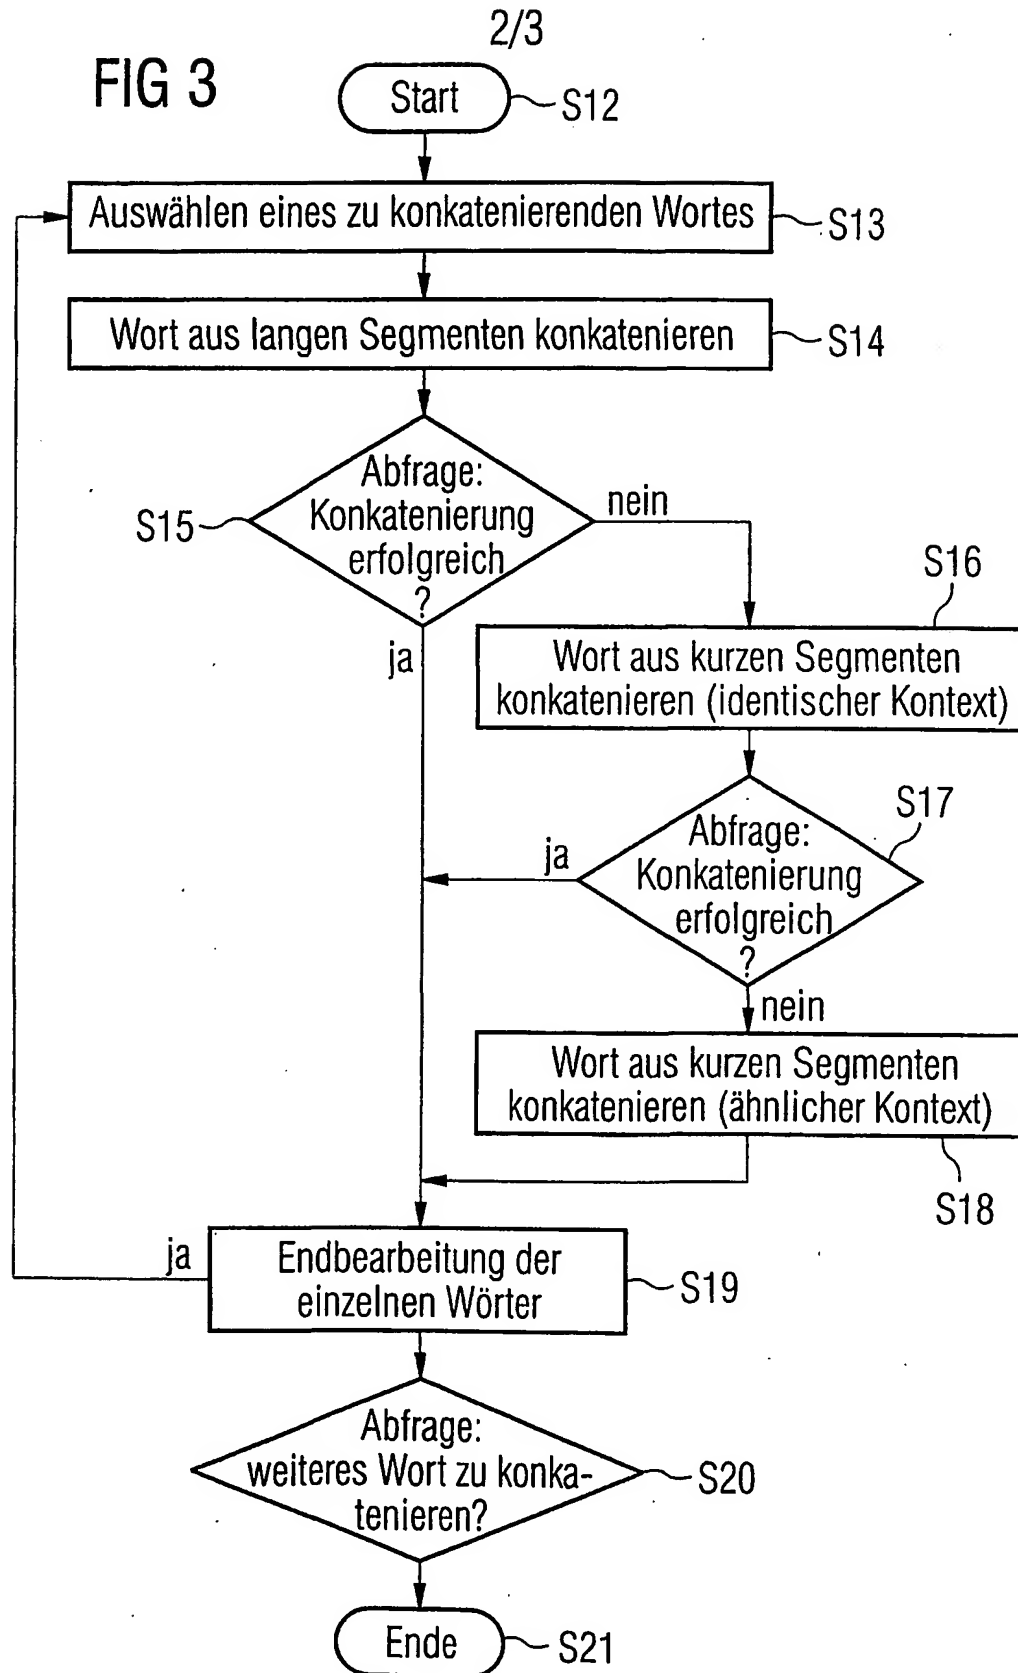 2/3
FIG 3
Start
S12
Auswählen eines zu konkatenierenden Wortes
S13
Wort aus langen Segmenten konkatenieren
S14
Abfrage:
Konkatenierung
erfolgreich
?
S15
nein
ja
S16
Wort aus kurzen Segmenten
konkatenieren (identischer Kontext)
S17
Abfrage:
Konkatenierung
erfolgreich
?
ja
nein
Wort aus kurzen Segmenten
konkatenieren (ähnlicher Kontext)
S18
ja
Endbearbeitung der
einzelnen Wörter
S19
Abfrage:
weiteres Wort zu konka-
tenieren?
S20
Ende
S21